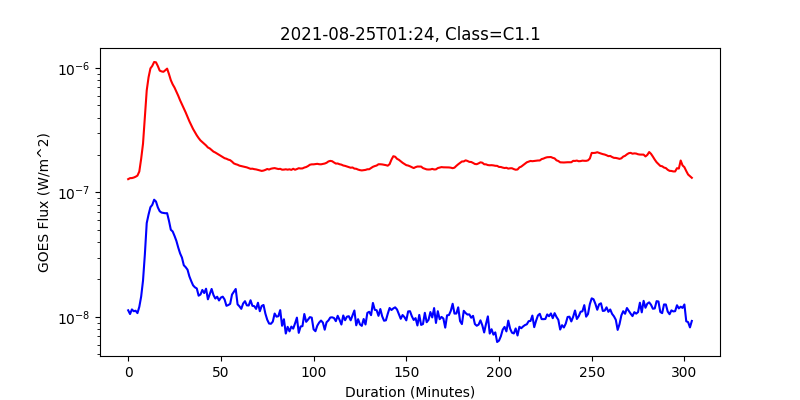 2021-08-25T01:24, Class=C1.1
GOES Flux (W/m^2)
10⁻⁶
10⁻⁷
10⁻⁸
0 50 100 150 200 250 300
Duration (Minutes)